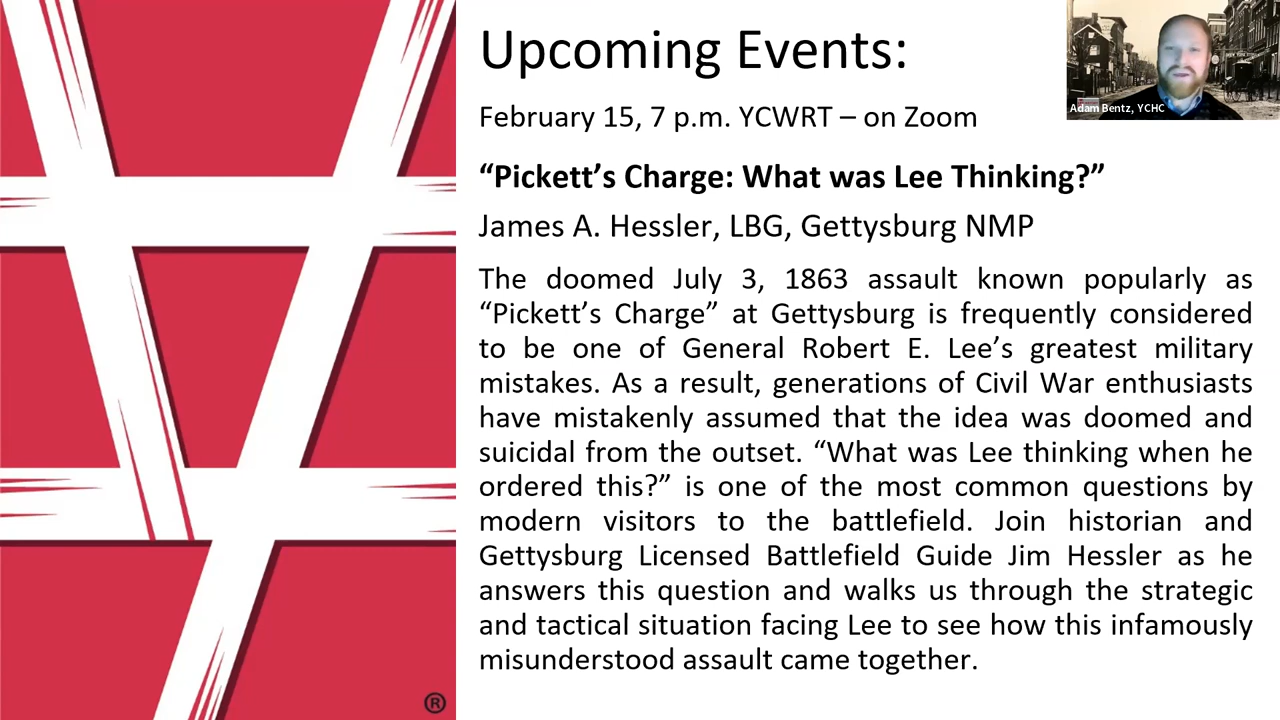 Upcoming Events:
Adam Bentz, YCHC
February 15, 7 p.m. YCWRT – on Zoom
“Pickett’s Charge: What was Lee Thinking?”
James A. Hessler, LBG, Gettysburg NMP
The doomed July 3, 1863 assault known popularly as
“Pickett’s Charge” at Gettysburg is frequently considered
to be one of General Robert E. Lee’s greatest military
mistakes. As a result, generations of Civil War enthusiasts
have mistakenly assumed that the idea was doomed and
suicidal from the outset. “What was Lee thinking when he
ordered this?” is one of the most common questions by
modern visitors to the battlefield. Join historian and
Gettysburg Licensed Battlefield Guide Jim Hessler as he
answers this question and walks us through the strategic
and tactical situation facing Lee to see how this infamously
misunderstood assault came together.
®